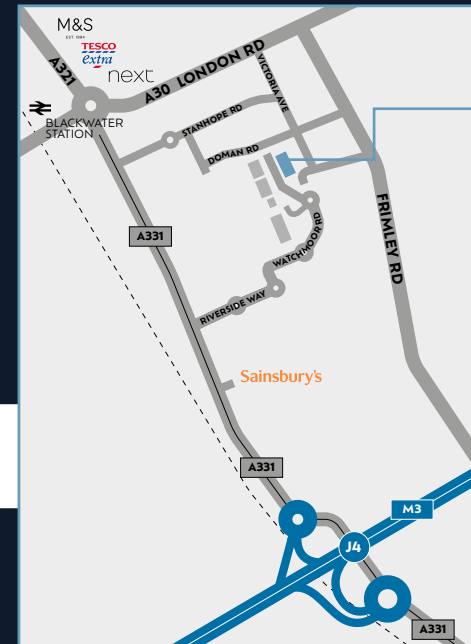 M&S
EST. 1884
TESCO
extra
next
A321
A30 LONDON RD
VICTORIA AVE
BLACKWATER
STATION
STANHOPE RD
DOMAN RD
FRIMLEY RD
A331
WATCHMOOR RD
RIVERSIDE WAY
Sainsbury's
A331
M3
J4
A331